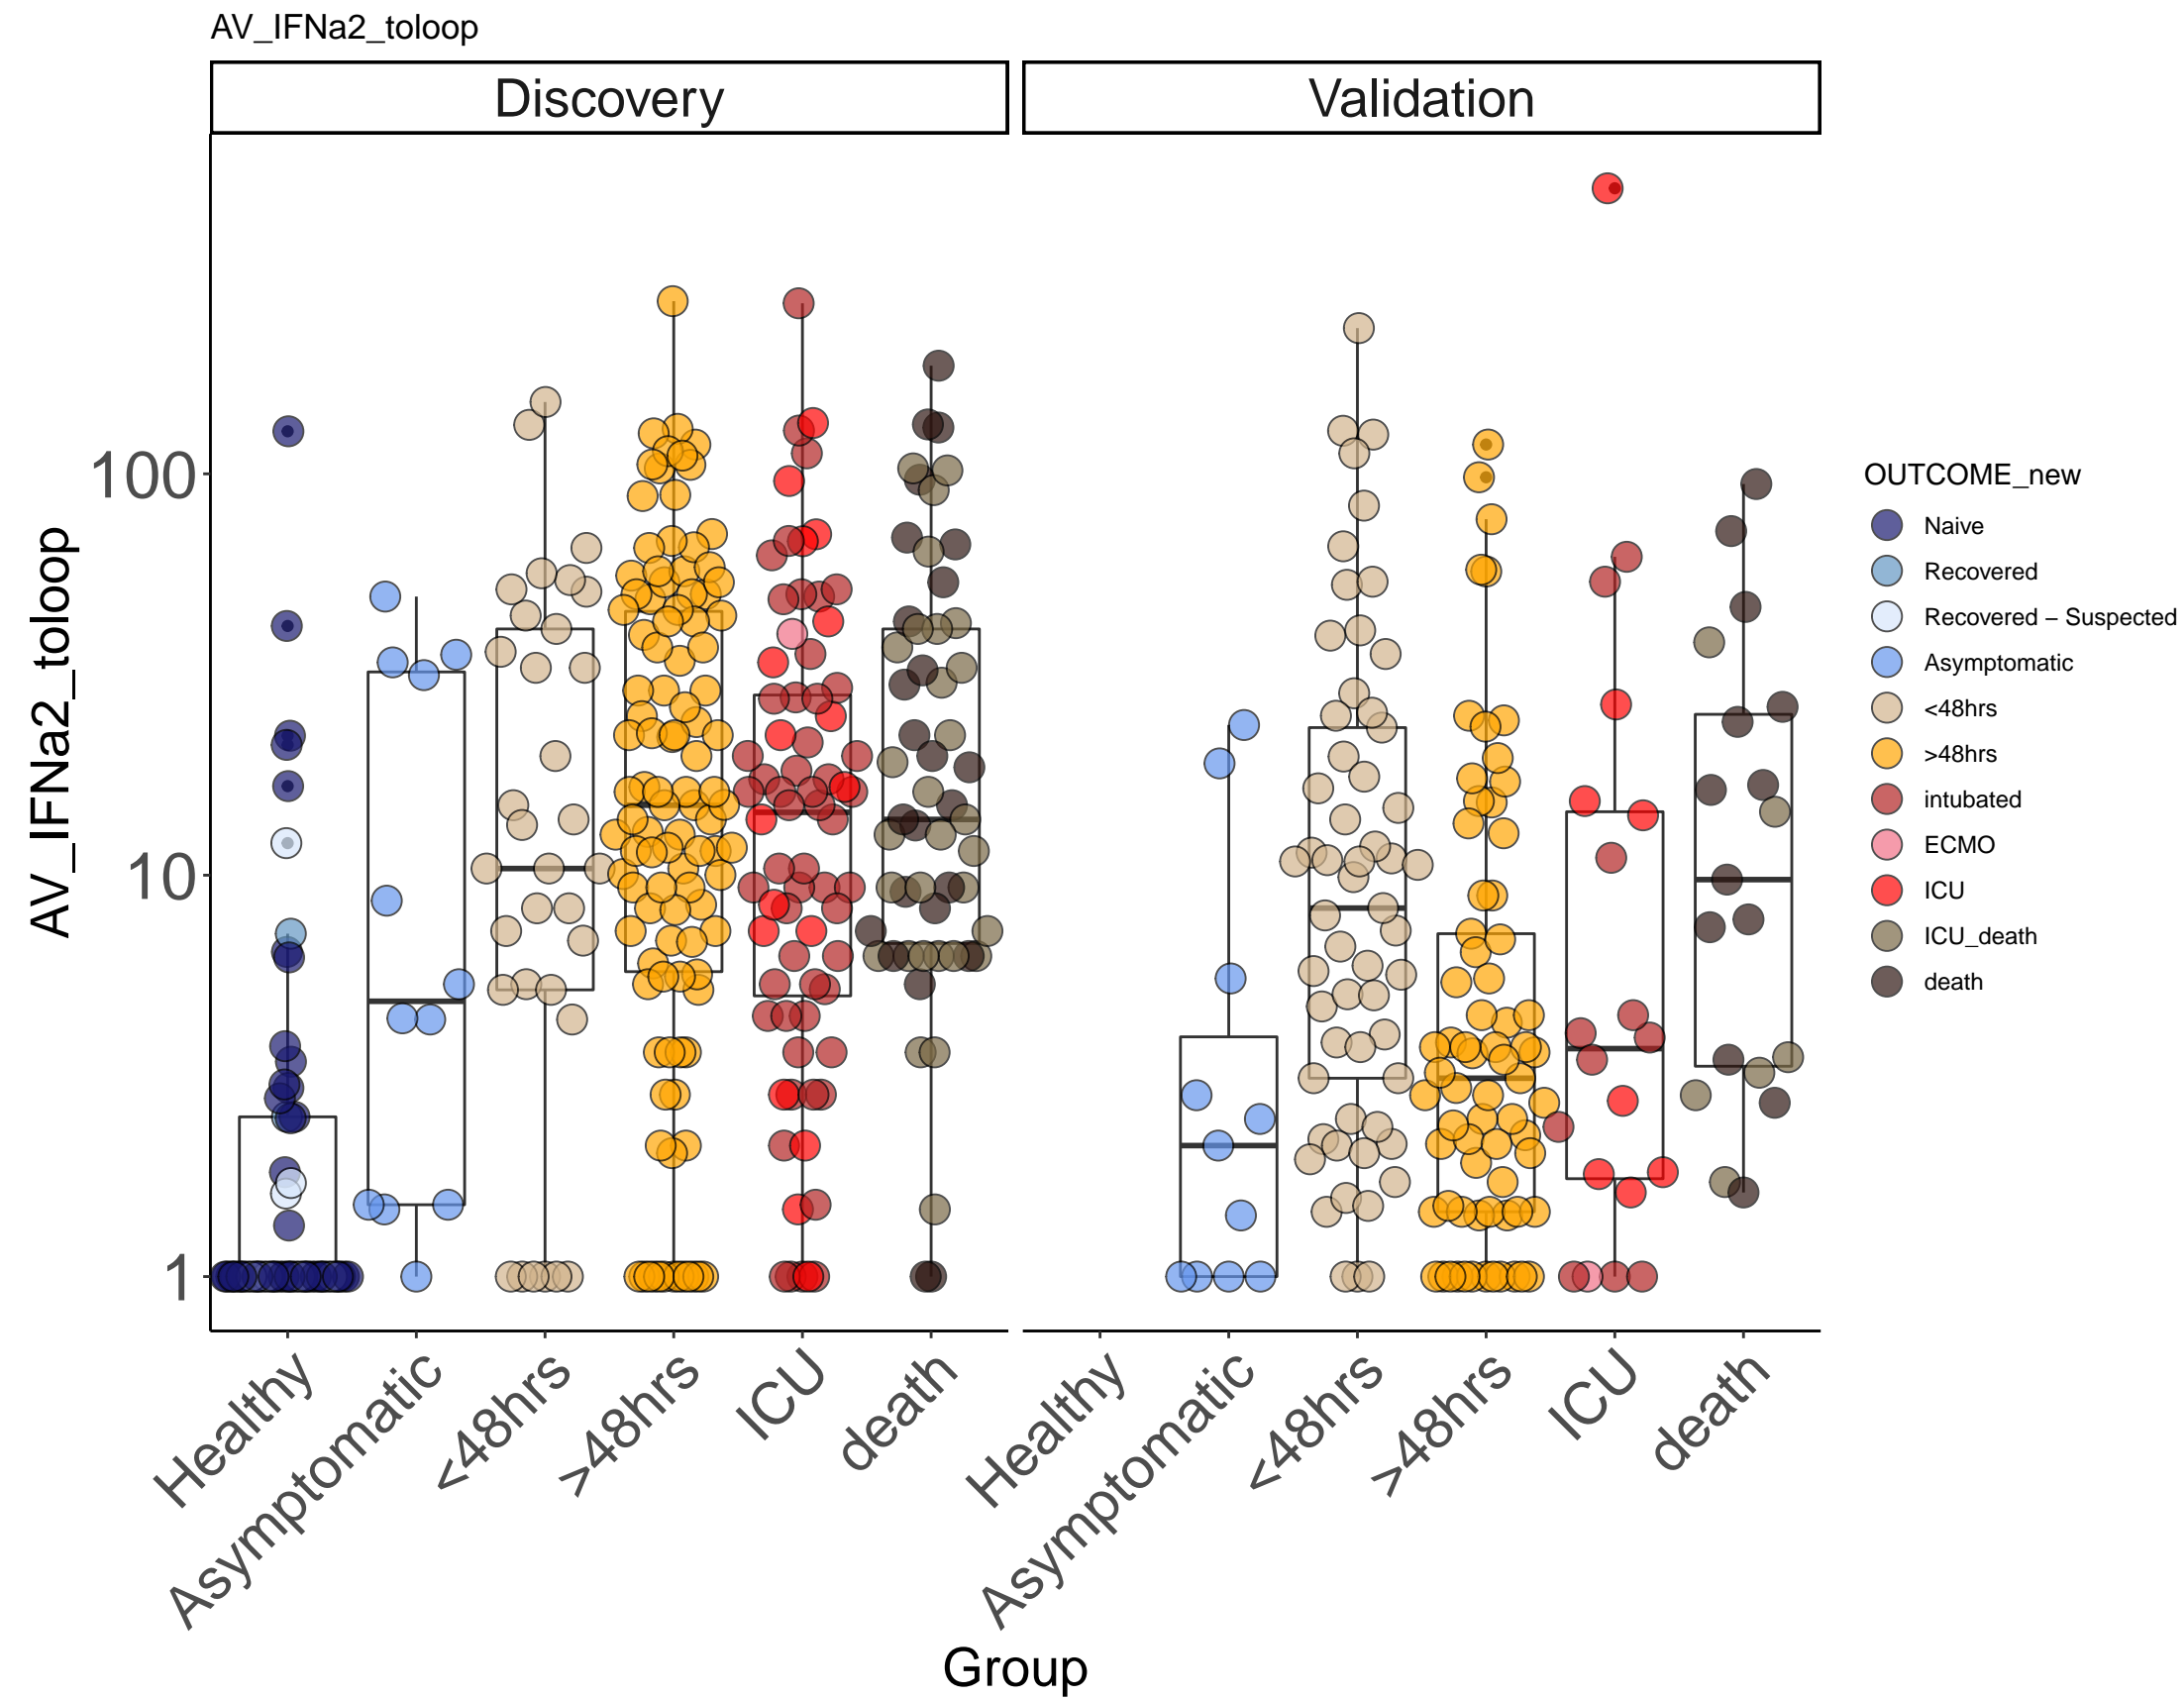 AV_IFNa2_toloop
Discovery
Validation
AV_IFNa2_toloop
100
10
1
Healthy
Asymptomatic
<48hrs
>48hrs
ICU
death
Healthy
Asymptomatic
<48hrs
>48hrs
ICU
death
Group
OUTCOME_new
Naive
Recovered
Recovered − Suspected
Asymptomatic
<48hrs
>48hrs
intubated
ECMO
ICU
ICU_death
death